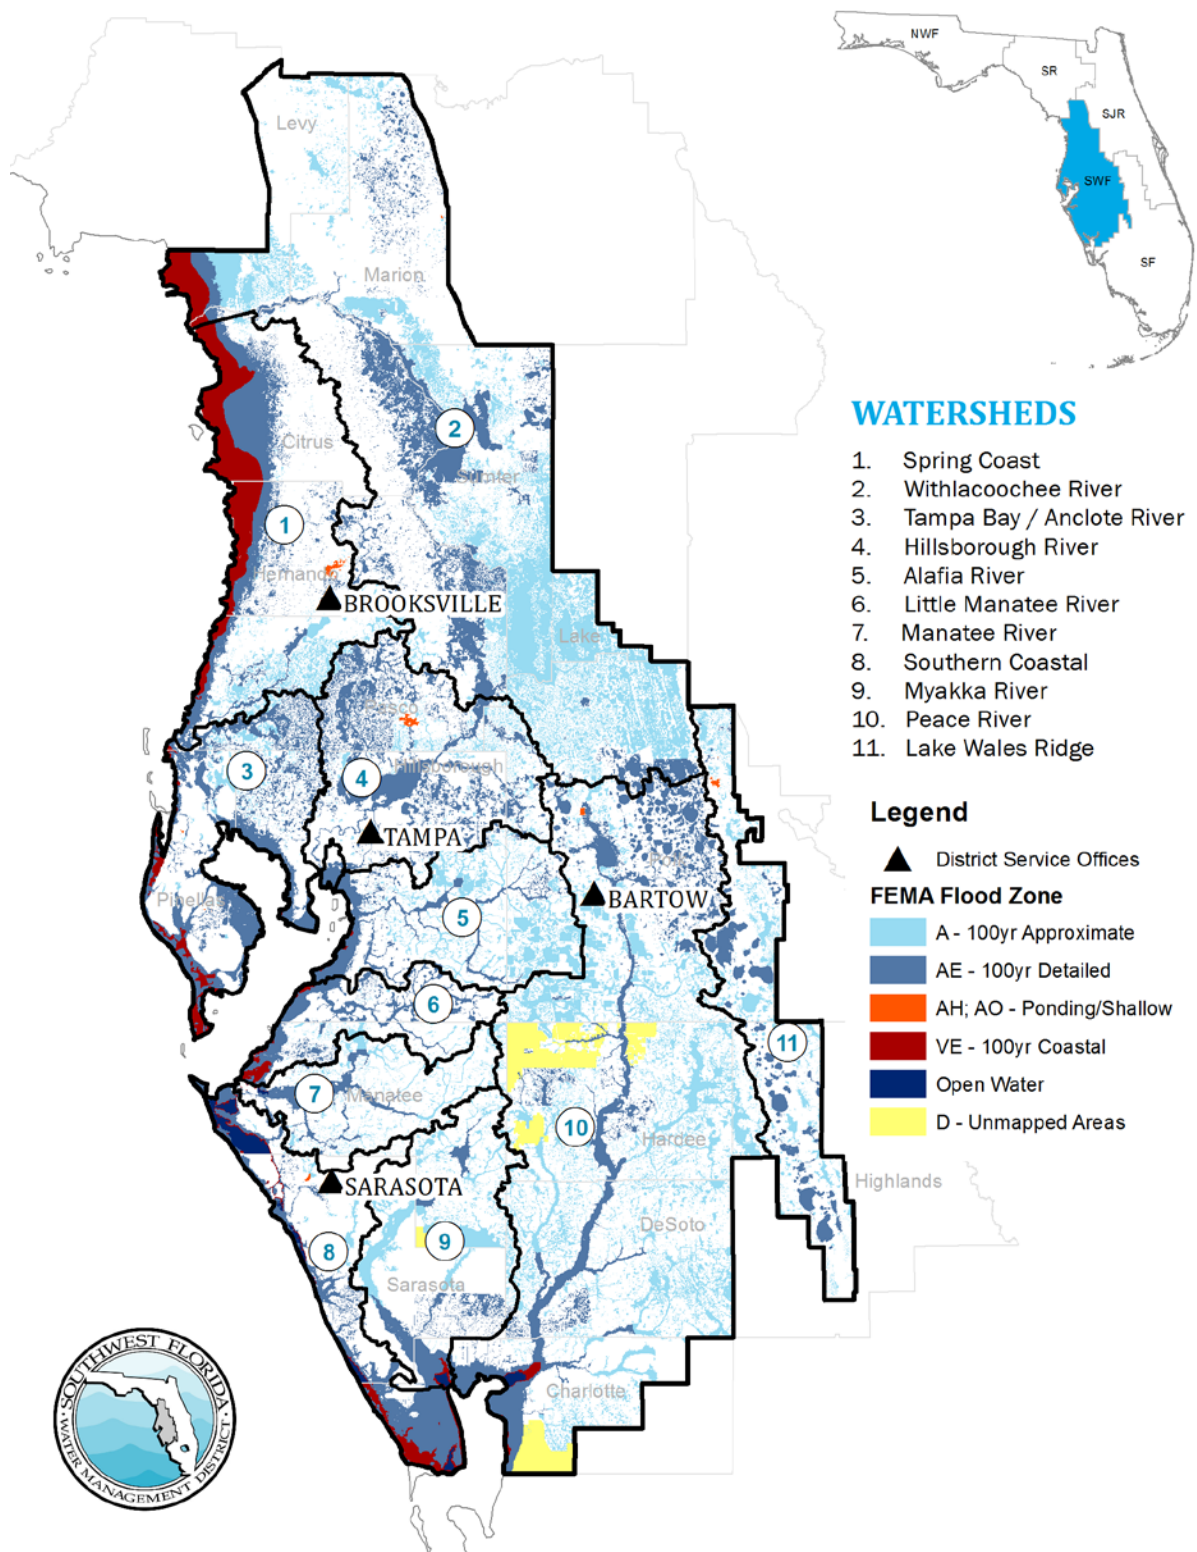 NWF
SR
SJR
SWF
SF
Levy
Marion
Citrus
2
Sumter
1
Hernando
BROOKSVILLE
Lake
Pasco
3
4
Hillsborough
TAMPA
Polk
Pinellas
5
BARTOW
6
11
7
Manatee
10
Hardee
SARASOTA
Highlands
DeSoto
8
9
Sarasota
Charlotte
WATERSHEDS
1. Spring Coast
2. Withlacoochee River
3. Tampa Bay / Anclote River
4. Hillsborough River
5. Alafia River
6. Little Manatee River
7. Manatee River
8. Southern Coastal
9. Myakka River
10. Peace River
11. Lake Wales Ridge
Legend
District Service Offices
FEMA Flood Zone
A - 100yr Approximate
AE - 100yr Detailed
AH; AO - Ponding/Shallow
VE - 100yr Coastal
Open Water
D - Unmapped Areas
SOUTHWEST FLORIDA
WATER MANAGEMENT DISTRICT